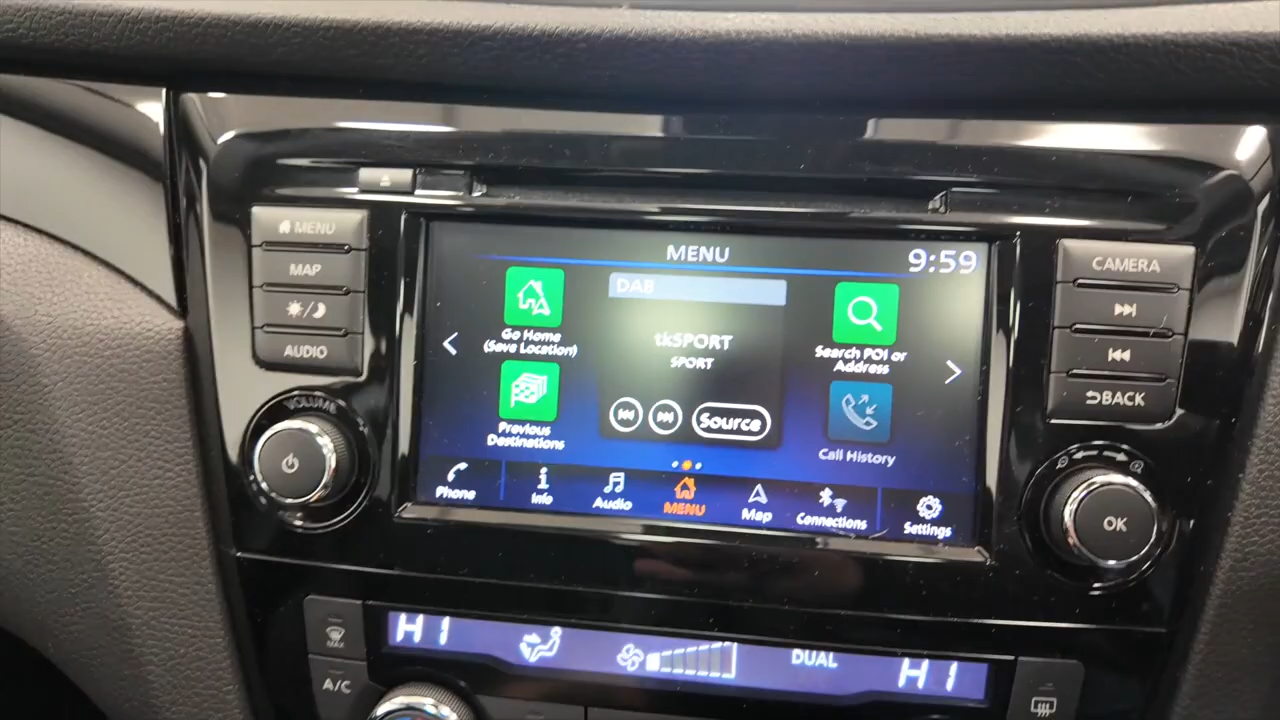 MENU
MAP
AUDIO
VOLUME
MENU
9:59
Go Home
(Save Location)
Previous
Destinations
DAB
tkSPORT
SPORT
Source
Search POI or
Address
Call History
Phone
Info
Audio
MENU
Map
Connections
Settings
CAMERA
BACK
OK
MAX
A/C
HI
DUAL
HI